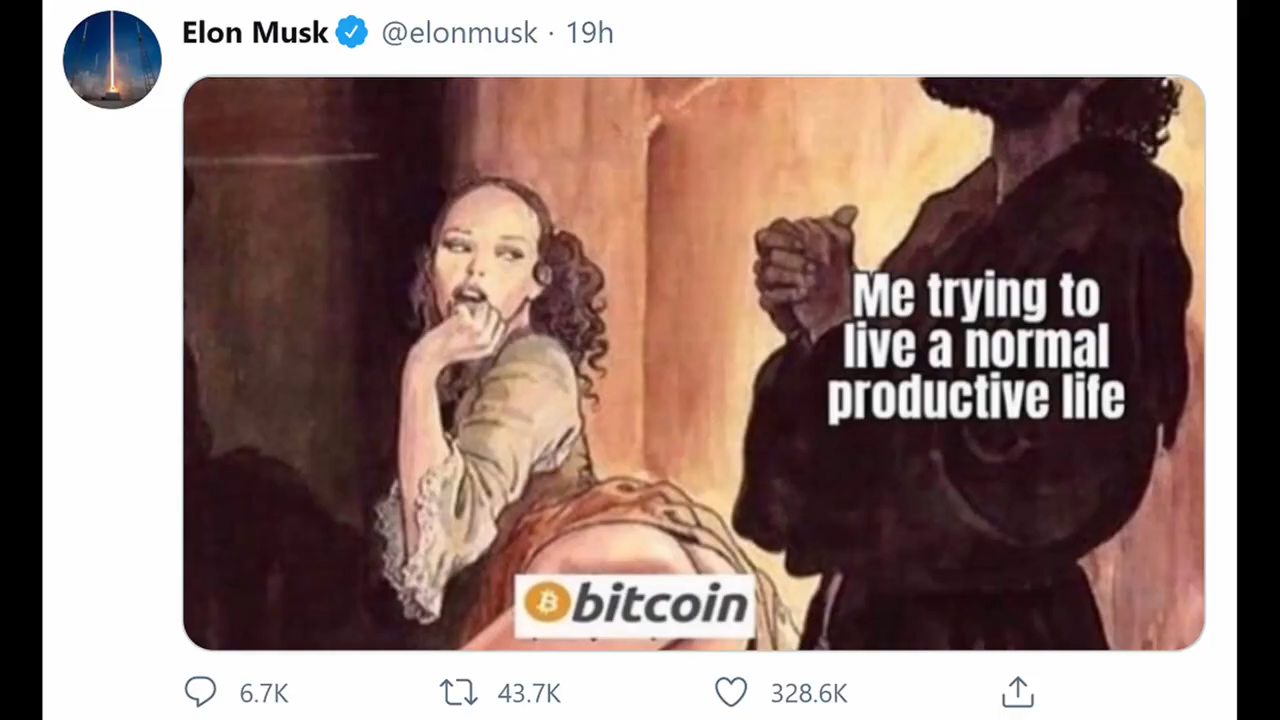 Elon Musk @elonmusk · 19h
Me trying to
live a normal
productive life
bitcoin
6.7K 43.7K 328.6K